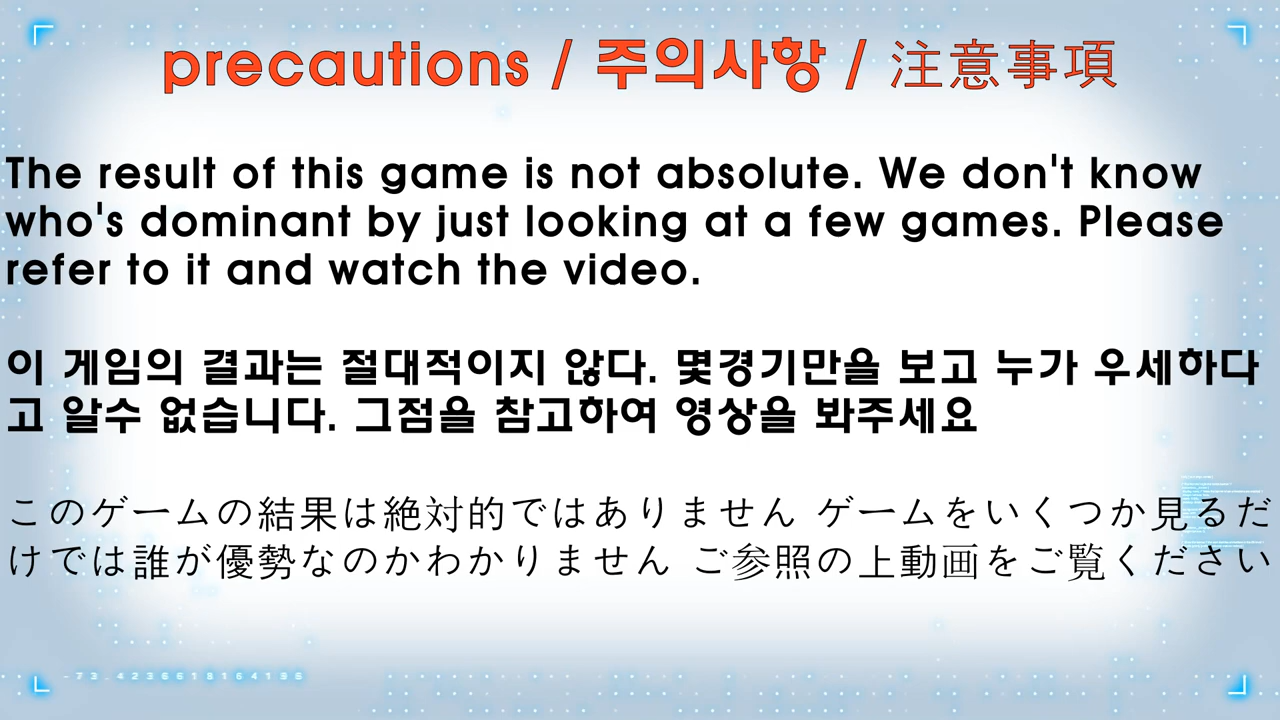 precautions / 주의사항 / 注意事項
The result of this game is not absolute. We don't know
who's dominant by just looking at a few games. Please
refer to it and watch the video.
이 게임의 결과는 절대적이지 않다. 몇경기만을 보고 누가 우세하다
고 알수 없습니다. 그점을 참고하여 영상을 봐주세요
このゲームの結果は絶対的ではありません ゲームをいくつか見るだ
けでは誰が優勢なのかわかりません ご参照の上動画をご覧ください
-73.4236618164198